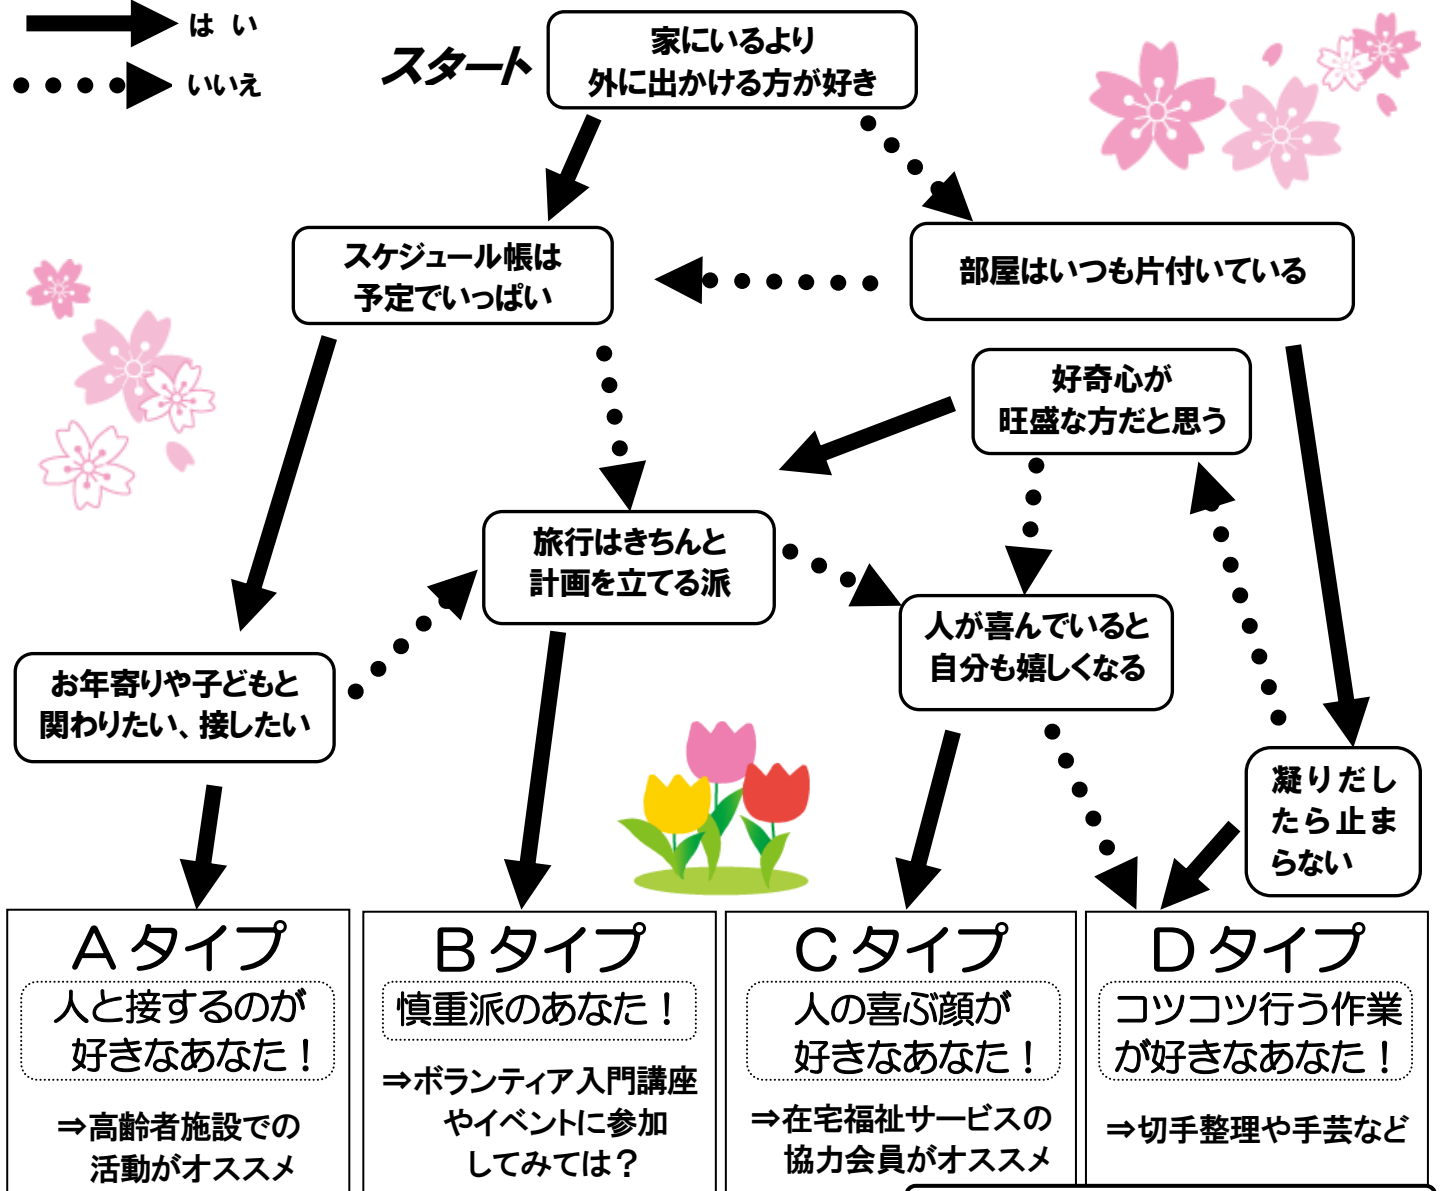 は い
いいえ
スタート
家にいるより
外に出かける方が好き
スケジュール帳は
予定でいっぱい
部屋はいつも片付いている
好奇心が
旺盛な方だと思う
旅行はきちんと
計画を立てる派
人が喜んでいると
自分も嬉しくなる
お年寄りや子どもと
関わりたい、接したい
凝りだし
たら止ま
らない
Aタイプ
人と接するのが
好きなあなた！
⇒高齢者施設での
活動がオススメ
Bタイプ
慎重派のあなた！
⇒ボランティア入門講座
やイベントに参加
してみては？
Cタイプ
人の喜ぶ顔が
好きなあなた！
⇒在宅福祉サービスの
協力会員がオススメ
Dタイプ
コツコツ行う作業
が好きなあなた！
⇒切手整理や手芸など